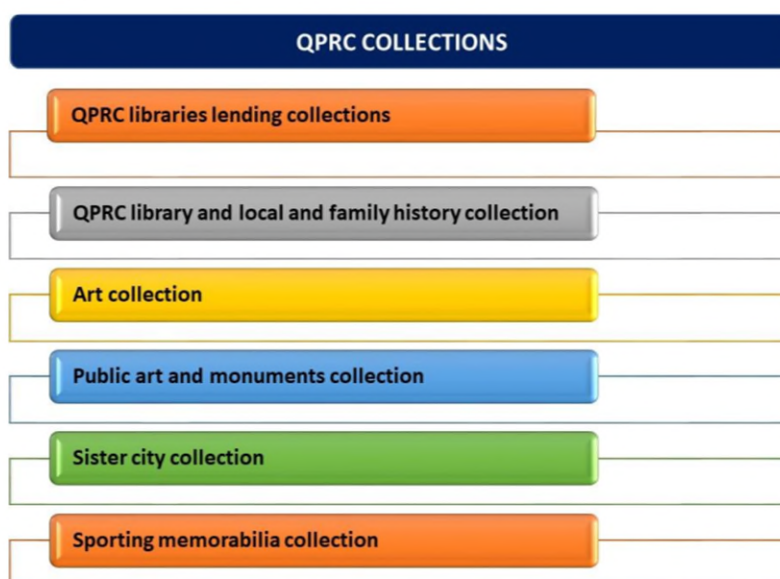 QPRC COLLECTIONS
QPRC libraries lending collections
QPRC library and local and family history collection
Art collection
Public art and monuments collection
Sister city collection
Sporting memorabilia collection